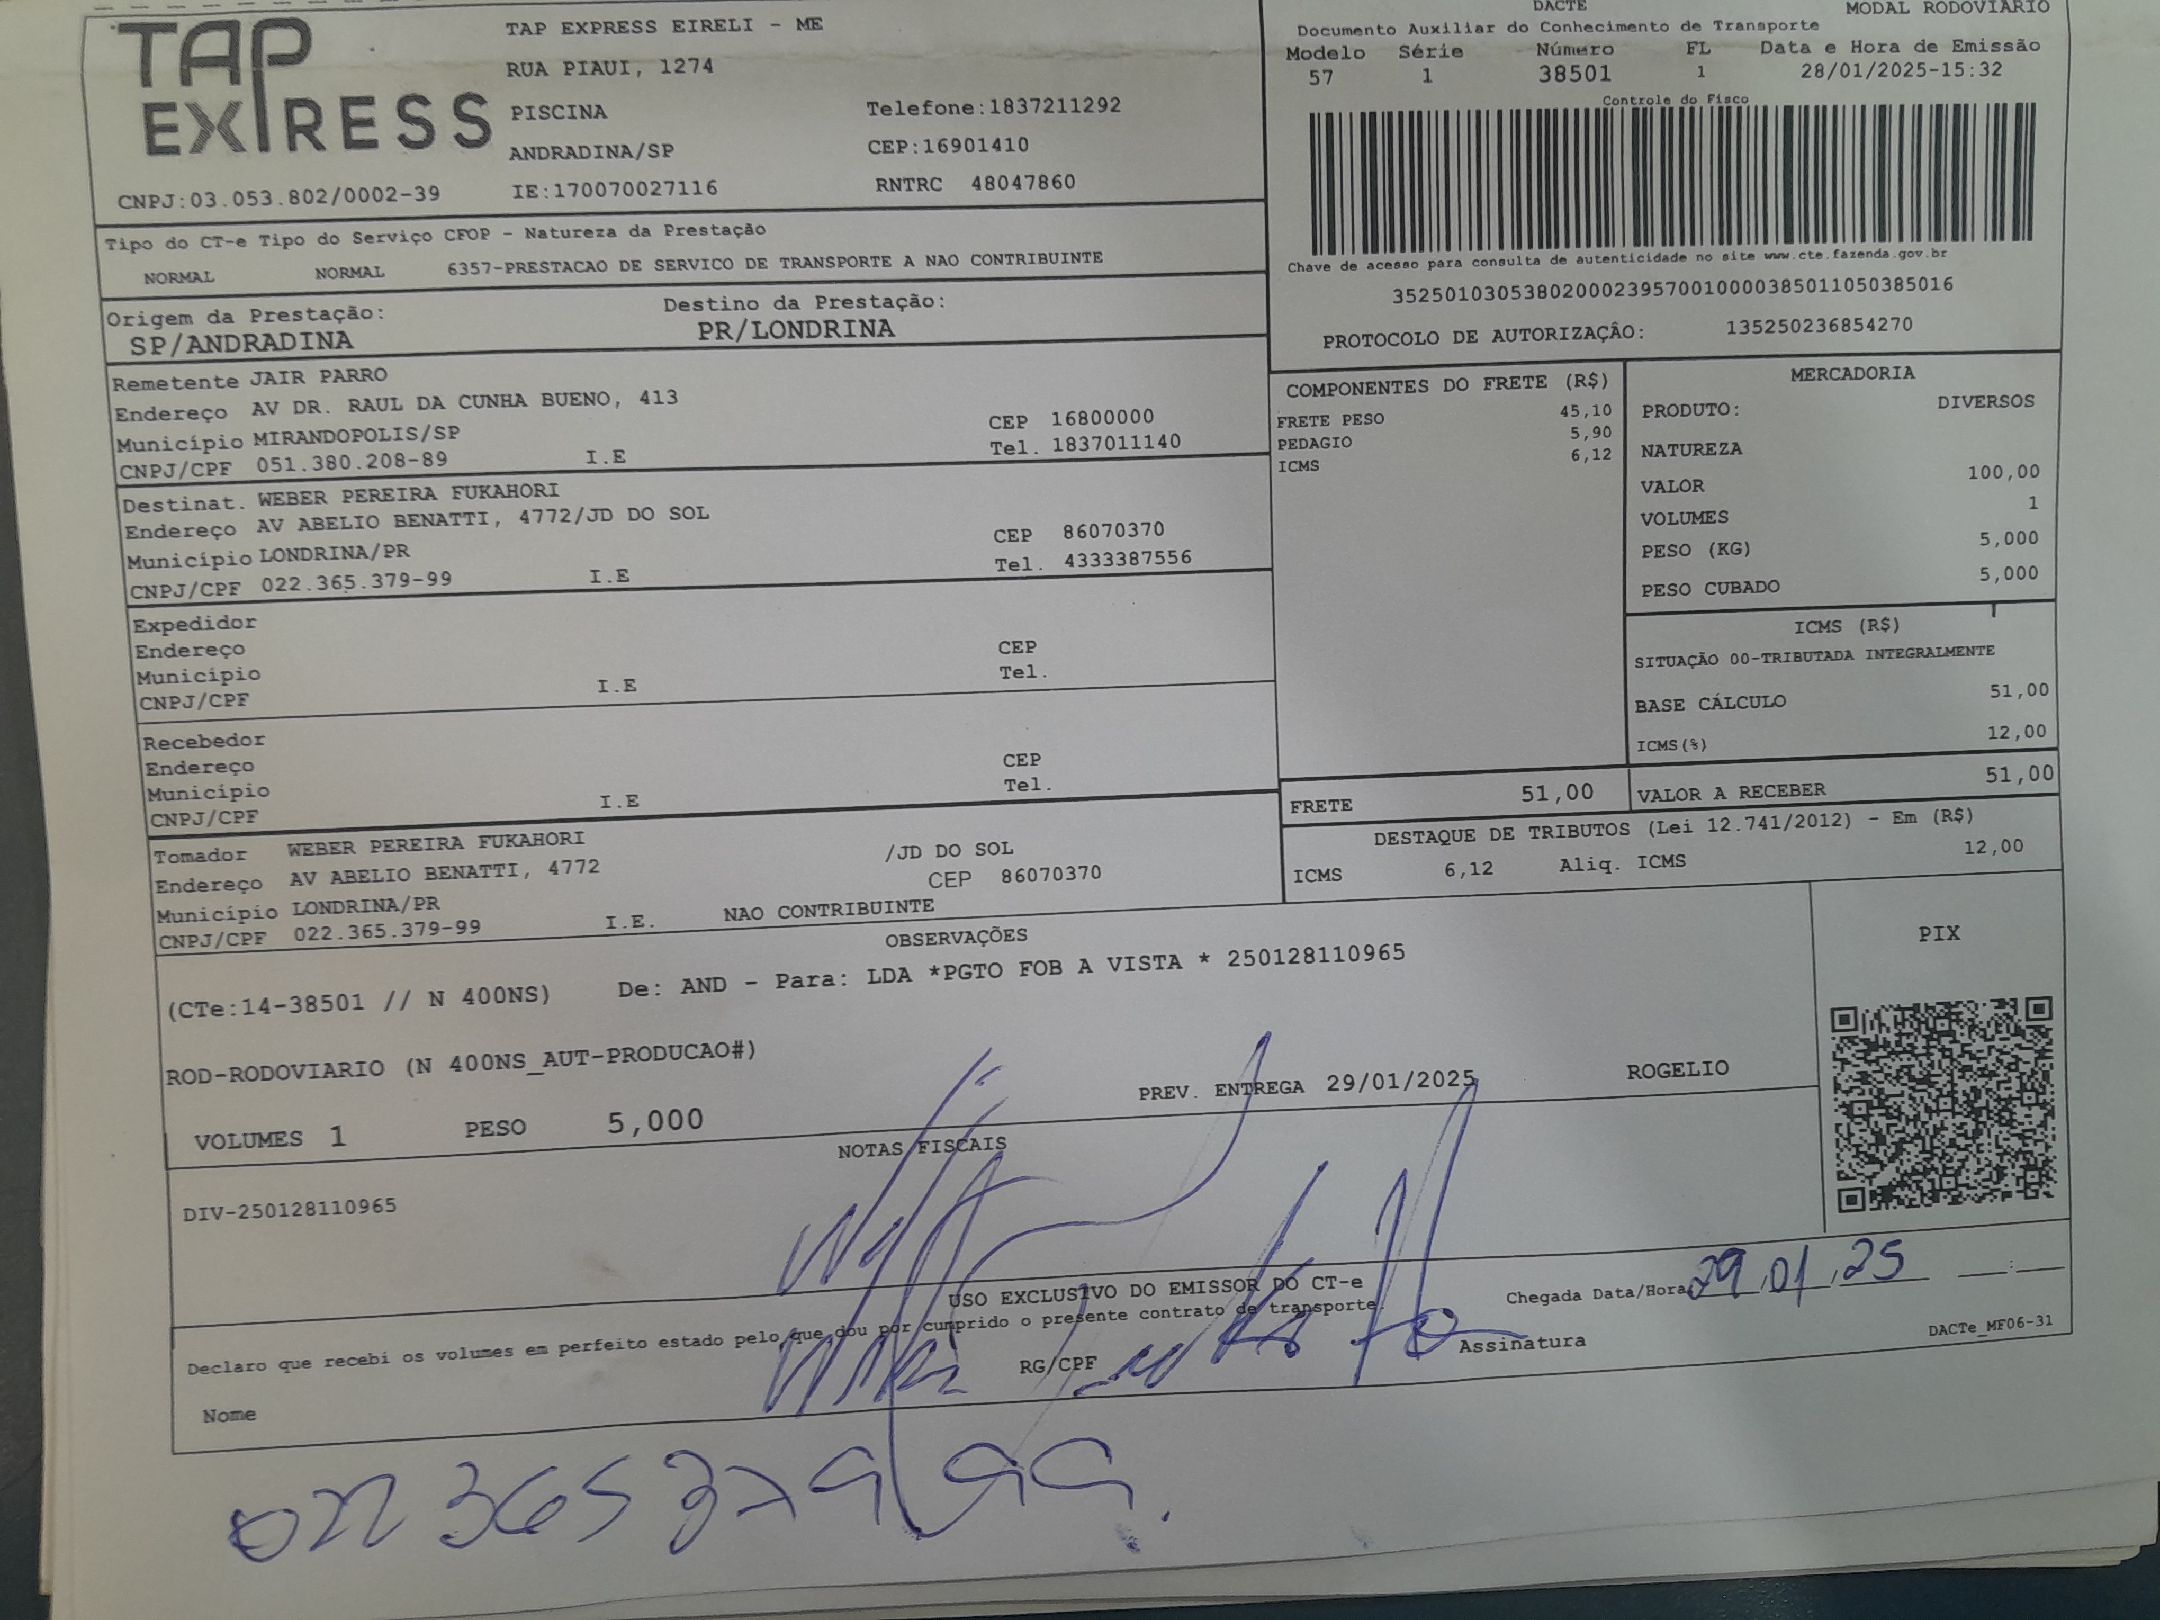 TAP EXPRESS
TAP EXPRESS EIRELI - ME
RUA PIAUI, 1274
PISCINA Telefone:1837211292
ANDRADINA/SP CEP:16901410
CNPJ:03.053.802/0002-39 IE:170070027116 RNTRC 48047860
DACTE MODAL RODOVIARIO
Documento Auxiliar do Conhecimento de Transporte
Modelo Série Número FL Data e Hora de Emissão
57 1 38501 1 28/01/2025-15:32
Controle do Fisco
Chave de acesso para consulta de autenticidade no site www.cte.fazenda.gov.br
35250103053802000239570010000385011050385016
PROTOCOLO DE AUTORIZAÇÂO: 135250236854270
Tipo do CT-e Tipo do Serviço CFOP - Natureza da Prestação
NORMAL NORMAL 6357-PRESTACAO DE SERVICO DE TRANSPORTE A NAO CONTRIBUINTE
Origem da Prestação: Destino da Prestação:
SP/ANDRADINA PR/LONDRINA
Remetente JAIR PARRO
Endereço AV DR. RAUL DA CUNHA BUENO, 413 CEP 16800000
Município MIRANDOPOLIS/SP Tel. 1837011140
CNPJ/CPF 051.380.208-89 I.E
Destinat. WEBER PEREIRA FUKAHORI
Endereço AV ABELIO BENATTI, 4772/JD DO SOL CEP 86070370
Município LONDRINA/PR Tel. 4333387556
CNPJ/CPF 022.365.379-99 I.E
Expedidor
Endereço CEP
Município Tel.
CNPJ/CPF I.E
Recebedor
Endereço CEP
Município Tel.
CNPJ/CPF I.E
Tomador WEBER PEREIRA FUKAHORI /JD DO SOL
Endereço AV ABELIO BENATTI, 4772 CEP 86070370
Município LONDRINA/PR
CNPJ/CPF 022.365.379-99 I.E. NAO CONTRIBUINTE
COMPONENTES DO FRETE (R$)
FRETE PESO 45,10
PEDAGIO 5,90
ICMS 6,12
MERCADORIA
PRODUTO: DIVERSOS
NATUREZA
VALOR 100,00
VOLUMES 1
PESO (KG) 5,000
PESO CUBADO 5,000
ICMS (R$)
SITUAÇÃO 00-TRIBUTADA INTEGRALMENTE
BASE CÁLCULO 51,00
ICMS(%) 12,00
FRETE 51,00 VALOR A RECEBER 51,00
DESTAQUE DE TRIBUTOS (Lei 12.741/2012) - Em (R$)
ICMS 6,12 Aliq. ICMS 12,00
OBSERVAÇÕES
(CTe:14-38501 // N 400NS) De: AND - Para: LDA *PGTO FOB A VISTA * 250128110965
PIX
ROD-RODOVIARIO (N 400NS_AUT-PRODUCAO#)
PREV. ENTREGA 29/01/2025 ROGELIO
VOLUMES 1 PESO 5,000
NOTAS FISCAIS
DIV-250128110965
USO EXCLUSIVO DO EMISSOR DO CT-e
Declaro que recebi os volumes em perfeito estado pelo que dou por cumprido o presente contrato de transporte.
Chegada Data/Hora 29/01/25 __:__
Nome RG/CPF Assinatura DACTe_MF06-31
022 365 379 99